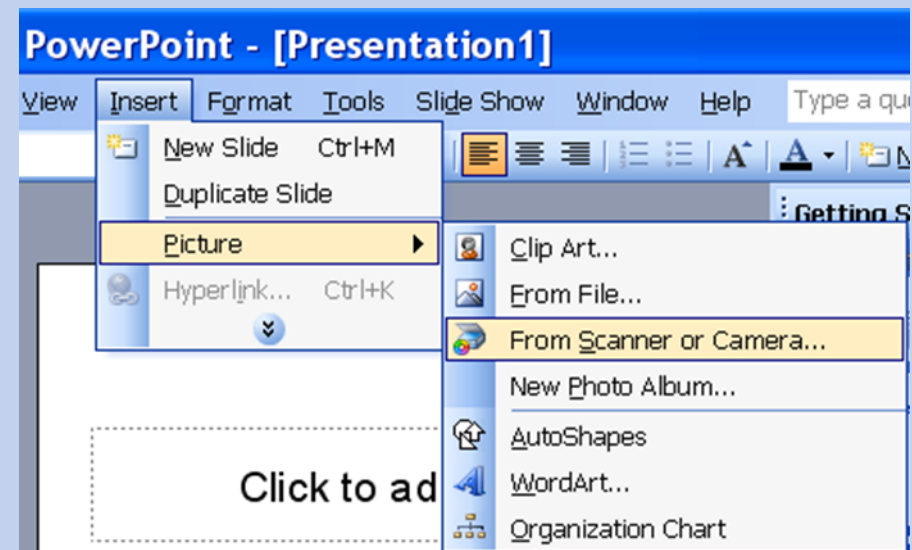 PowerPoint - [Presentation1]
View Insert Format Tools Slide Show Window Help Type a qu
New Slide Ctrl+M
A A N
Duplicate Slide
Getting S
Picture
Clip Art...
Hyperlink... Ctrl+K
From File...
From Scanner or Camera...
New Photo Album...
AutoShapes
Click to ad
WordArt...
Organization Chart